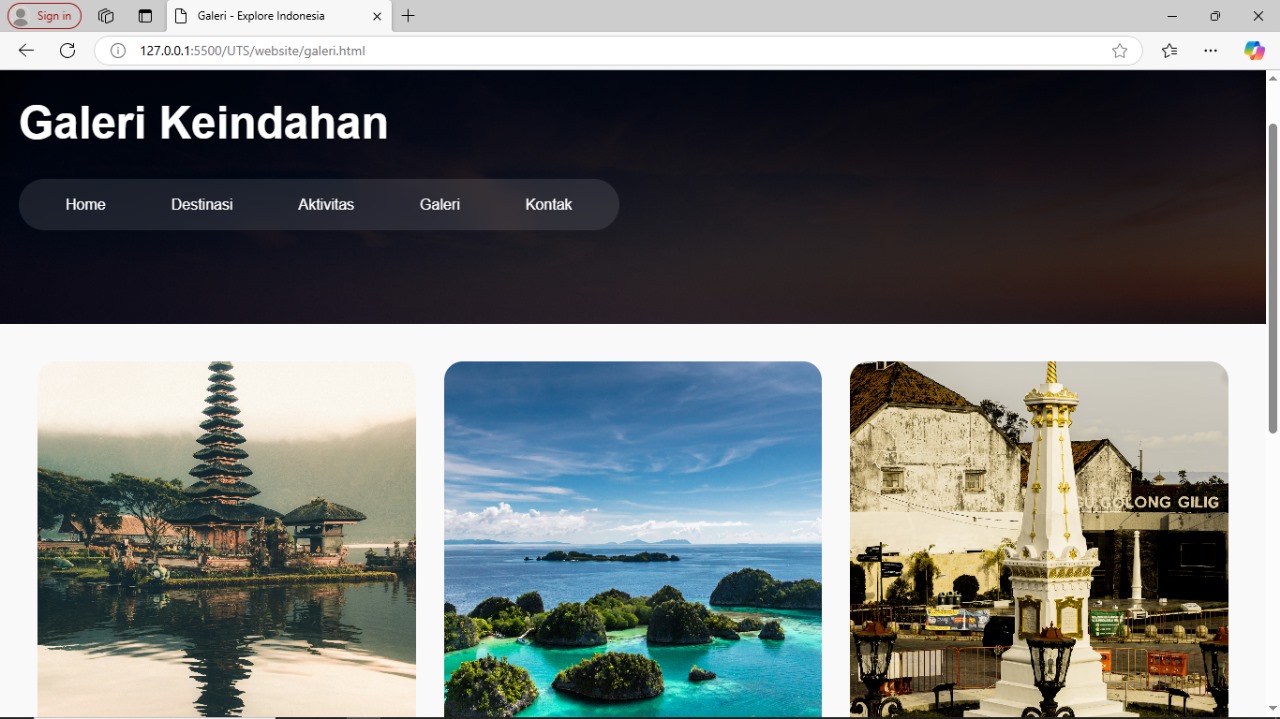 Sign in
Galeri - Explore Indonesia
127.0.0.1:5500/UTS/website/galeri.html
Galeri Keindahan
Home Destinasi Aktivitas Galeri Kontak
GOLONG GILIG